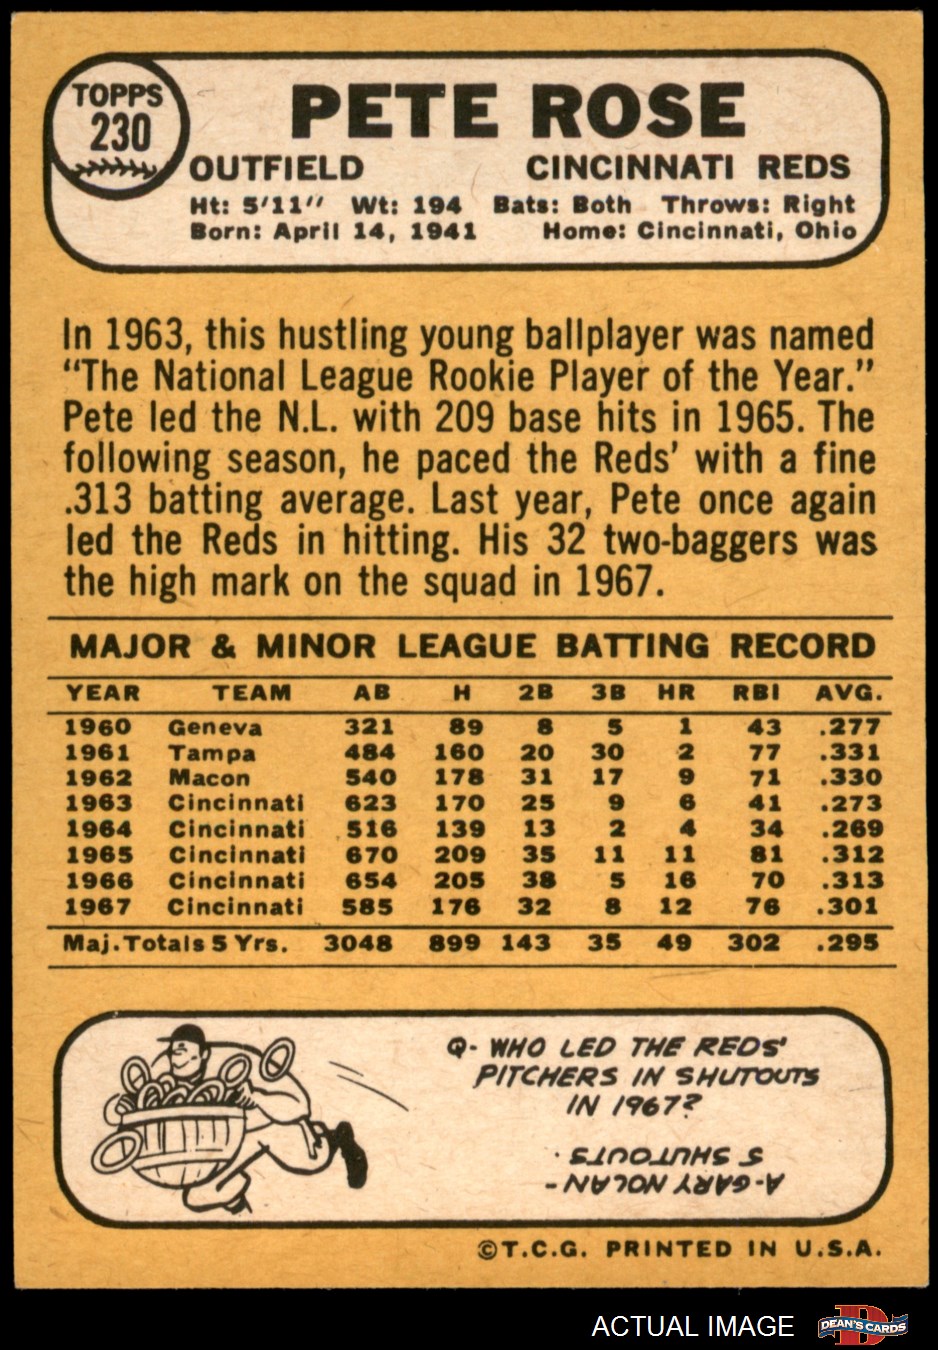 TOPPS
230
PETE ROSE
OUTFIELD CINCINNATI REDS
Ht: 5'11" Wt: 194 Bats: Both Throws: Right
Born: April 14, 1941 Home: Cincinnati, Ohio
In 1963, this hustling young ballplayer was named
“The National League Rookie Player of the Year.”
Pete led the N.L. with 209 base hits in 1965. The
following season, he paced the Reds’ with a fine
.313 batting average. Last year, Pete once again
led the Reds in hitting. His 32 two-baggers was
the high mark on the squad in 1967.
MAJOR & MINOR LEAGUE BATTING RECORD
YEAR TEAM AB H 2B 3B HR RBI AVG.
1960 Geneva 321 89 8 5 1 43 .277
1961 Tampa 484 160 20 30 2 77 .331
1962 Macon 540 178 31 17 9 71 .330
1963 Cincinnati 623 170 25 9 6 41 .273
1964 Cincinnati 516 139 13 2 4 34 .269
1965 Cincinnati 670 209 35 11 11 81 .312
1966 Cincinnati 654 205 38 5 16 70 .313
1967 Cincinnati 585 176 32 8 12 76 .301
Maj. Totals 5 Yrs. 3048 899 143 35 49 302 .295
Q- WHO LED THE REDS'
PITCHERS IN SHUTOUTS
IN 1967?
A-GARY NOLAN -
5 SHUTOUTS.
©T.C.G. PRINTED IN U.S.A.
ACTUAL IMAGE
DEAN'S CARDS